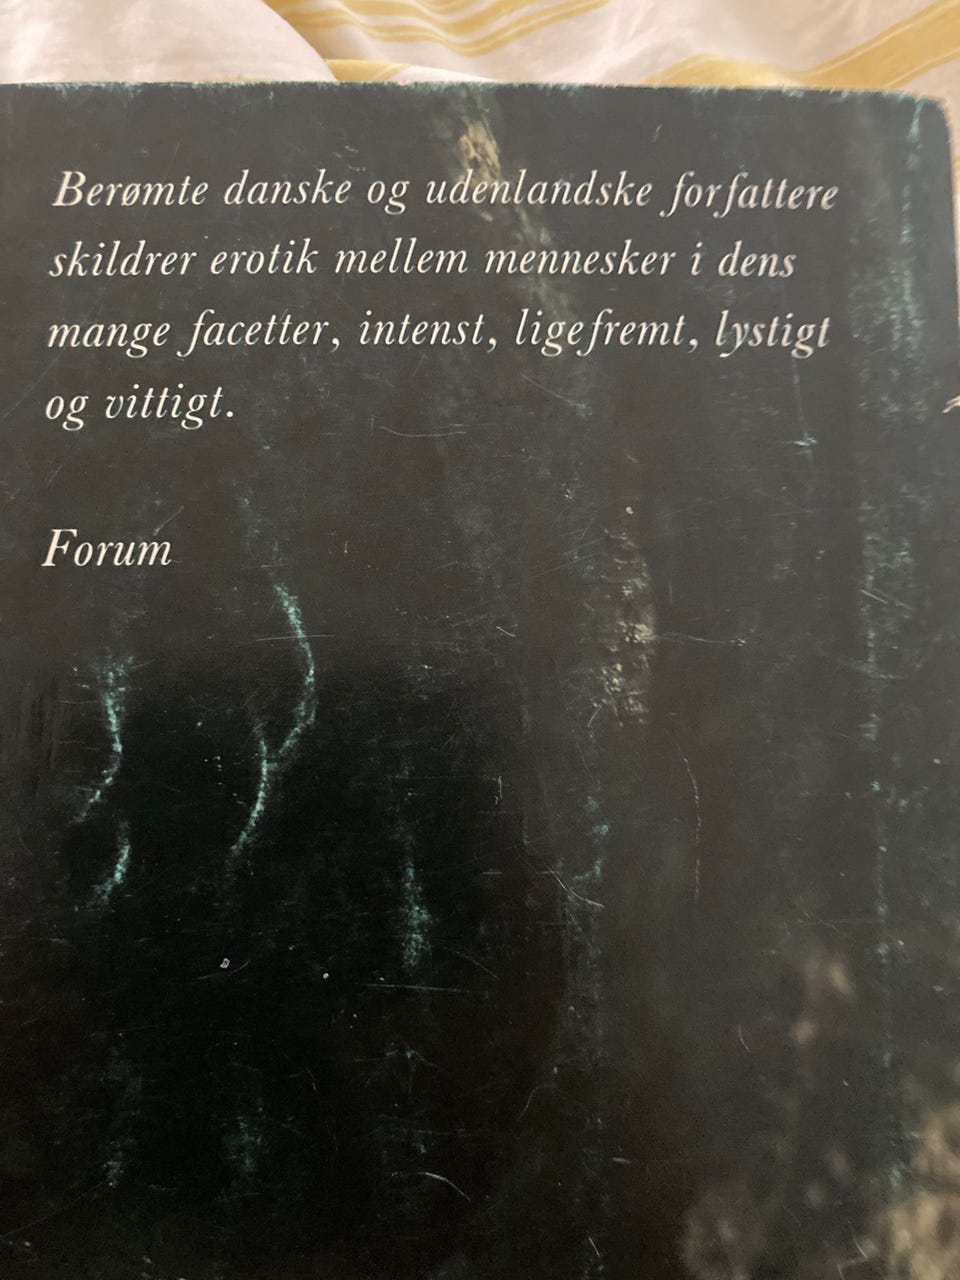 Berømte danske og udenlandske forfattere
skildrer erotik mellem mennesker i dens
mange facetter, intenst, ligefremt, lystigt
og vittigt.
Forum